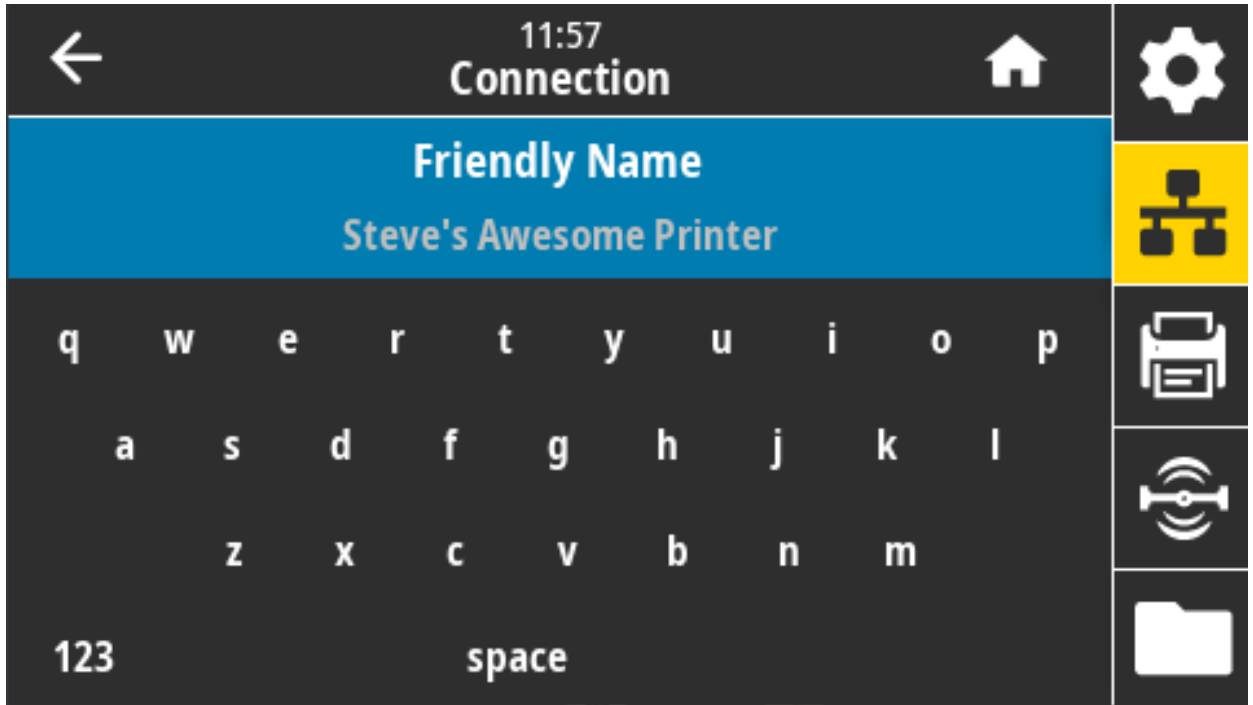 11:57
Connection
Friendly Name
Steve's Awesome Printer
q w e r t y u i o p
a s d f g h j k l
z x c v b n m
123 space